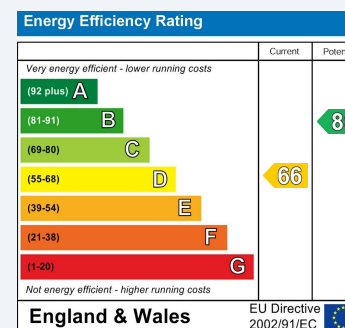 Energy Efficiency Rating
Current
Very energy efficient - lower running costs
(92 plus) A
(81-91) B
(69-80) C
(55-68) D
66
(39-54) E
(21-38) F
(1-20) G
Not energy efficient - higher running costs
England & Wales
EU Directive
2002/91/EC